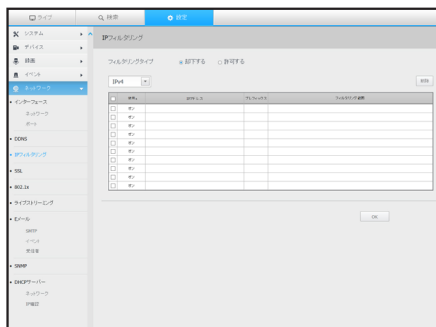 ライブ
検索
設定
システム
デバイス
録画
イベント
ネットワーク
インターフェース
ネットワーク
ポート
DDNS
IPフィルタリング
SSL
802.1x
ライブストリーミング
Eメール
SMTP
イベント
受信者
SNMP
DHCPサーバー
ネットワーク
IP確認
IPフィルタリング
フィルタリングタイプ
却下する
許可する
IPv4
削除
IPアドレス
プレフィックス
フィルタリング範囲
オン
オン
オン
オン
オン
オン
オン
オン
オン
オン
OK